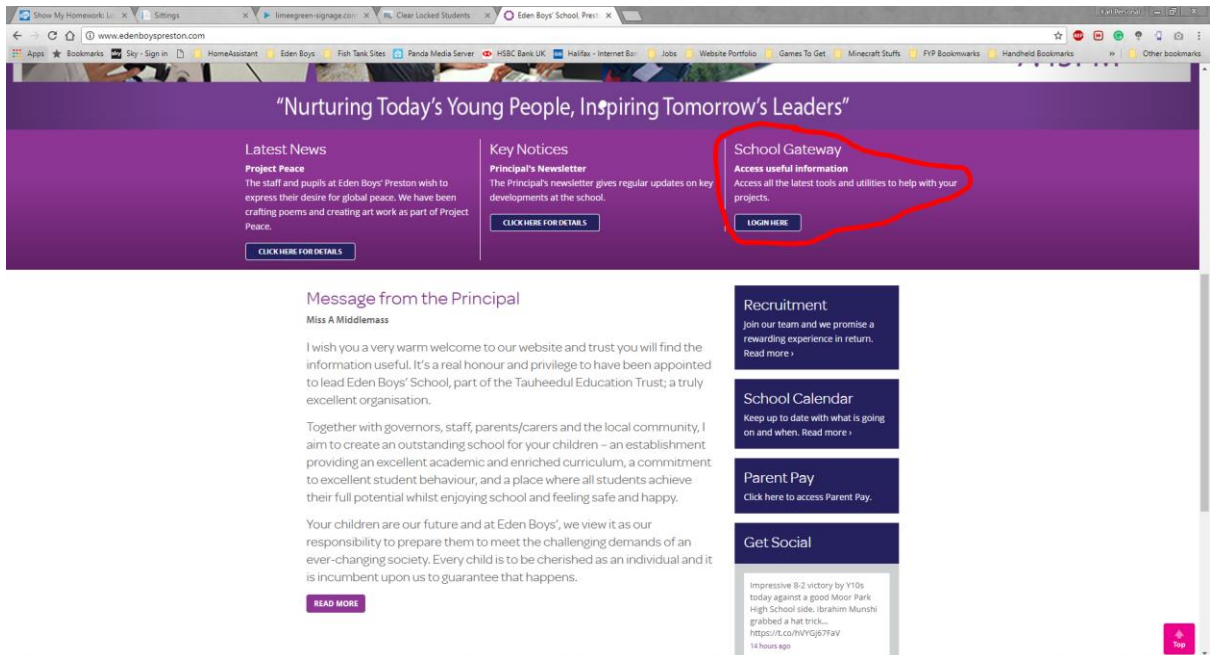 Show My Homework: Lo
Sittings
limeegreen-signage.com
Clear Locked Students
Eden Boys' School, Prest
Karl Personal
www.edenboyspreston.com
Apps
Bookmarks
Sky - Sign in
HomeAssistant
Eden Boys
Fish Tank Sites
Panda Media Server
HSBC Bank UK
Halifax - Internet Ban
Jobs
Website Portfolio
Games To Get
Minecraft Stuffs
FYP Bookmwarks
Handheld Bookmarks
»
Other bookmarks
"Nurturing Today's Young People, Inspiring Tomorrow's Leaders"
Latest News
Project Peace
The staff and pupils at Eden Boys' Preston wish to
express their desire for global peace. We have been
crafting poems and creating art work as part of Project
Peace.
CLICK HERE FOR DETAILS
Key Notices
Principal's Newsletter
The Principal's newsletter gives regular updates on key
developments at the school.
CLICK HERE FOR DETAILS
School Gateway
Access useful information
Access all the latest tools and utilities to help with your
projects.
LOGIN HERE
Message from the Principal
Miss A Middlemass
I wish you a very warm welcome to our website and trust you will find the
information useful. It's a real honour and privilege to have been appointed
to lead Eden Boys' School, part of the Tauheedul Education Trust; a truly
excellent organisation.
Together with governors, staff, parents/carers and the local community, I
aim to create an outstanding school for your children – an establishment
providing an excellent academic and enriched curriculum, a commitment
to excellent student behaviour, and a place where all students achieve
their full potential whilst enjoying school and feeling safe and happy.
Your children are our future and at Eden Boys', we view it as our
responsibility to prepare them to meet the challenging demands of an
ever-changing society. Every child is to be cherished as an individual and it
is incumbent upon us to guarantee that happens.
READ MORE
Recruitment
Join our team and we promise a
rewarding experience in return.
Read more ›
School Calendar
Keep up to date with what is going
on and when. Read more ›
Parent Pay
Click here to access Parent Pay.
Get Social
Impressive 8-2 victory by Y10s
today against a good Moor Park
High School side. Ibrahim Munshi
grabbed a hat trick...
https://t.co/hVYGj67FaV
14 hours ago
Top